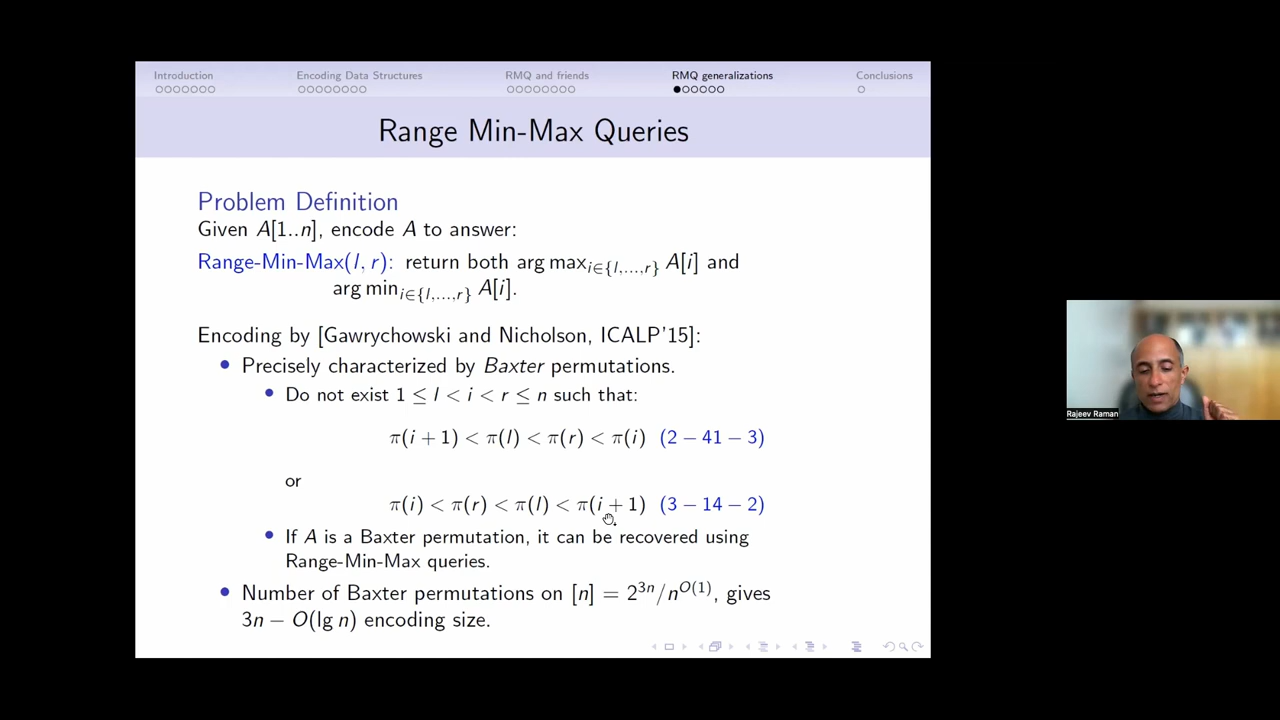 Introduction Encoding Data Structures RMQ and friends RMQ generalizations Conclusions
Range Min-Max Queries
Problem Definition
Given A[1..n], encode A to answer:
Range-Min-Max(l, r): return both arg max_{i∈{l,...,r}} A[i] and
arg min_{i∈{l,...,r}} A[i].
Encoding by [Gawrychowski and Nicholson, ICALP'15]:
• Precisely characterized by Baxter permutations.
• Do not exist 1 ≤ l < i < r ≤ n such that:
π(i + 1) < π(l) < π(r) < π(i) (2 − 41 − 3)
or
π(i) < π(r) < π(l) < π(i + 1) (3 − 14 − 2)
• If A is a Baxter permutation, it can be recovered using
Range-Min-Max queries.
• Number of Baxter permutations on [n] = 2^{3n}/n^{O(1)}, gives
3n − O(lg n) encoding size.
Rajeev Raman